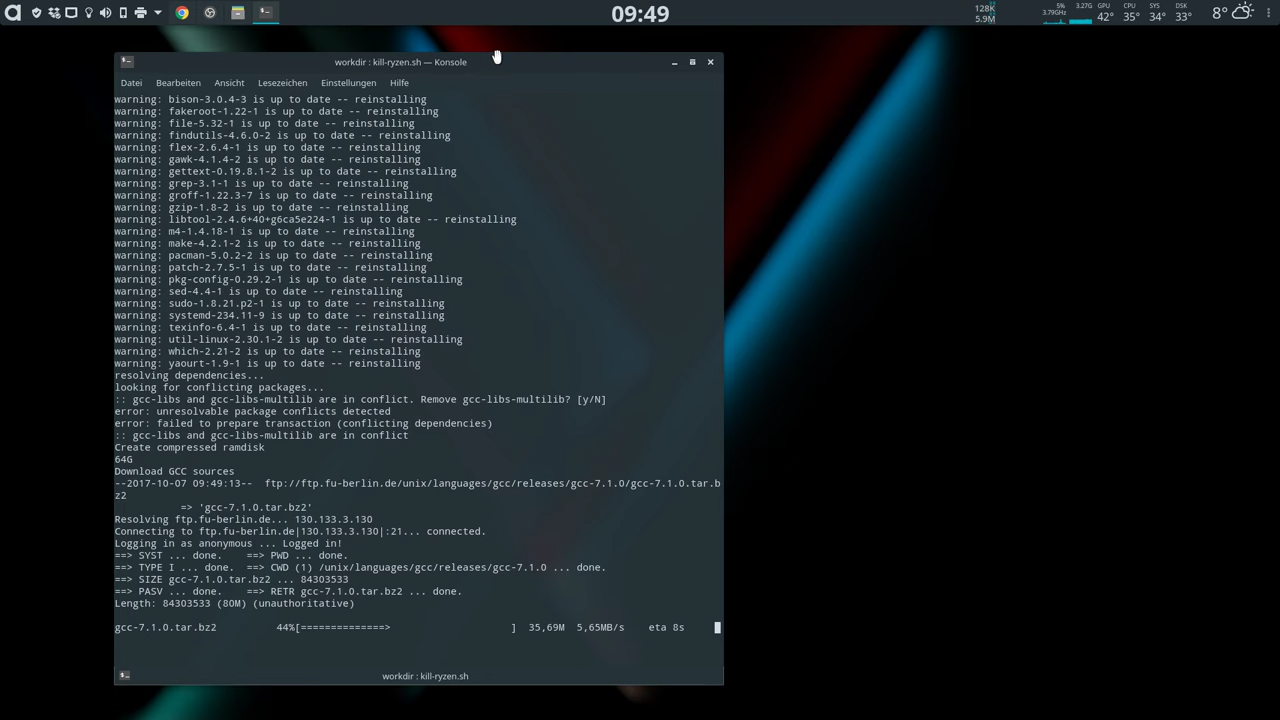 09:49
128K
5.9M
5%
3.79GHz
3.27G
GPU
42°
CPU
35°
SYS
34°
DSK
33°
8°
workdir : kill-ryzen.sh — Konsole
Datei Bearbeiten Ansicht Lesezeichen Einstellungen Hilfe
warning: bison-3.0.4-3 is up to date -- reinstalling
warning: fakeroot-1.22-1 is up to date -- reinstalling
warning: file-5.32-1 is up to date -- reinstalling
warning: findutils-4.6.0-2 is up to date -- reinstalling
warning: flex-2.6.4-1 is up to date -- reinstalling
warning: gawk-4.1.4-2 is up to date -- reinstalling
warning: gettext-0.19.8.1-2 is up to date -- reinstalling
warning: grep-3.1-1 is up to date -- reinstalling
warning: groff-1.22.3-7 is up to date -- reinstalling
warning: gzip-1.8-2 is up to date -- reinstalling
warning: libtool-2.4.6+40+g6ca5e224-1 is up to date -- reinstalling
warning: m4-1.4.18-1 is up to date -- reinstalling
warning: make-4.2.1-2 is up to date -- reinstalling
warning: pacman-5.0.2-2 is up to date -- reinstalling
warning: patch-2.7.5-1 is up to date -- reinstalling
warning: pkg-config-0.29.2-1 is up to date -- reinstalling
warning: sed-4.4-1 is up to date -- reinstalling
warning: sudo-1.8.21.p2-1 is up to date -- reinstalling
warning: systemd-234.11-9 is up to date -- reinstalling
warning: texinfo-6.4-1 is up to date -- reinstalling
warning: util-linux-2.30.1-2 is up to date -- reinstalling
warning: which-2.21-2 is up to date -- reinstalling
warning: yaourt-1.9-1 is up to date -- reinstalling
resolving dependencies...
looking for conflicting packages...
:: gcc-libs and gcc-libs-multilib are in conflict. Remove gcc-libs-multilib? [y/N]
error: unresolvable package conflicts detected
error: failed to prepare transaction (conflicting dependencies)
:: gcc-libs and gcc-libs-multilib are in conflict
Create compressed ramdisk
64G
Download GCC sources
--2017-10-07 09:49:13--  ftp://ftp.fu-berlin.de/unix/languages/gcc/releases/gcc-7.1.0/gcc-7.1.0.tar.b
z2
           => 'gcc-7.1.0.tar.bz2'
Resolving ftp.fu-berlin.de... 130.133.3.130
Connecting to ftp.fu-berlin.de|130.133.3.130|:21... connected.
Logging in as anonymous ... Logged in!
==> SYST ... done.    ==> PWD ... done.
==> TYPE I ... done.  ==> CWD (1) /unix/languages/gcc/releases/gcc-7.1.0 ... done.
==> SIZE gcc-7.1.0.tar.bz2 ... 84303533
==> PASV ... done.    ==> RETR gcc-7.1.0.tar.bz2 ... done.
Length: 84303533 (80M) (unauthoritative)
gcc-7.1.0.tar.bz2          44%[==============>                    ]  35,69M  5,65MB/s    eta 8s
workdir : kill-ryzen.sh